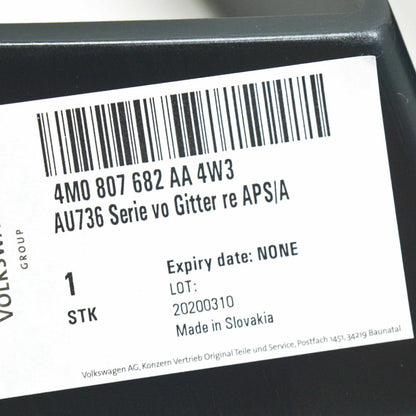 4M0 807 682 AA 4W3
AU736 Serie vo Gitter re APS/A
1
STK
Expiry date: NONE
LOT:
20200310
Made in Slovakia
Volkswagen AG, Konzern Vertrieb Original Teile und Service, Postfach 1451, 34219 Baunatal
GROUP